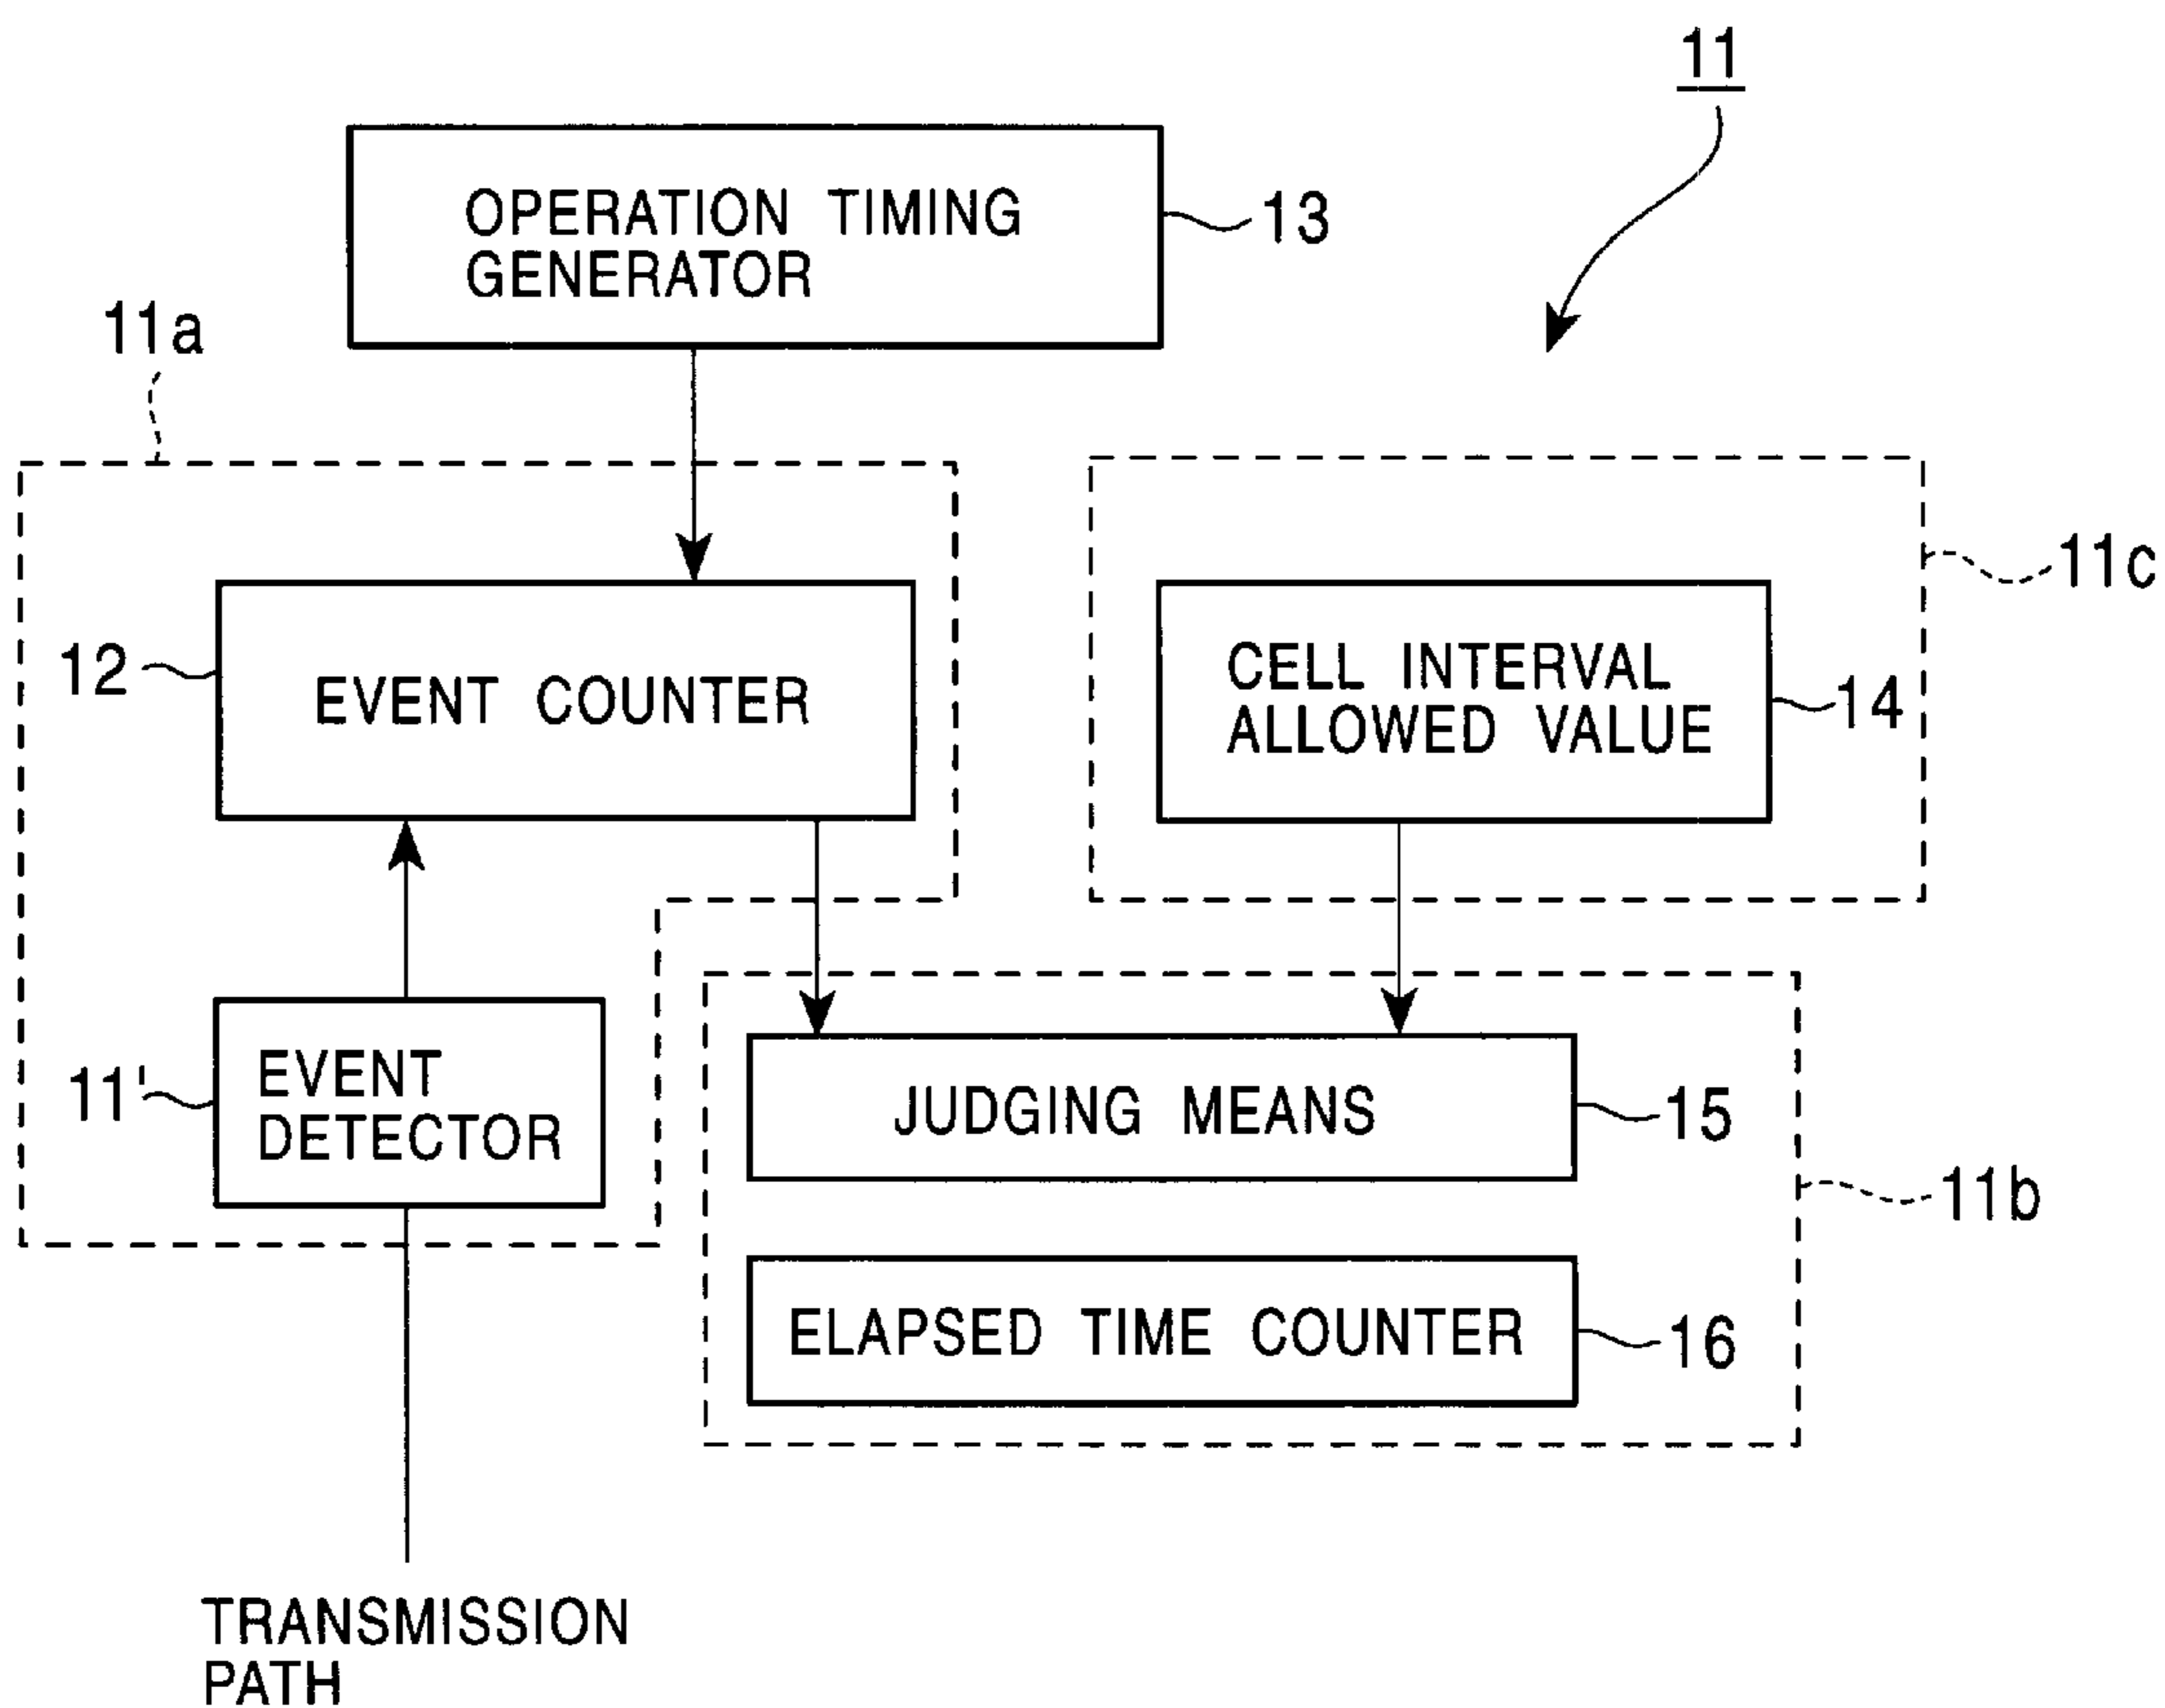 11
OPERATION TIMING
GENERATOR
13
11a
11c
12
EVENT COUNTER
CELL INTERVAL
ALLOWED VALUE
14
11'
EVENT
DETECTOR
JUDGING MEANS
15
11b
ELAPSED TIME COUNTER
16
TRANSMISSION
PATH